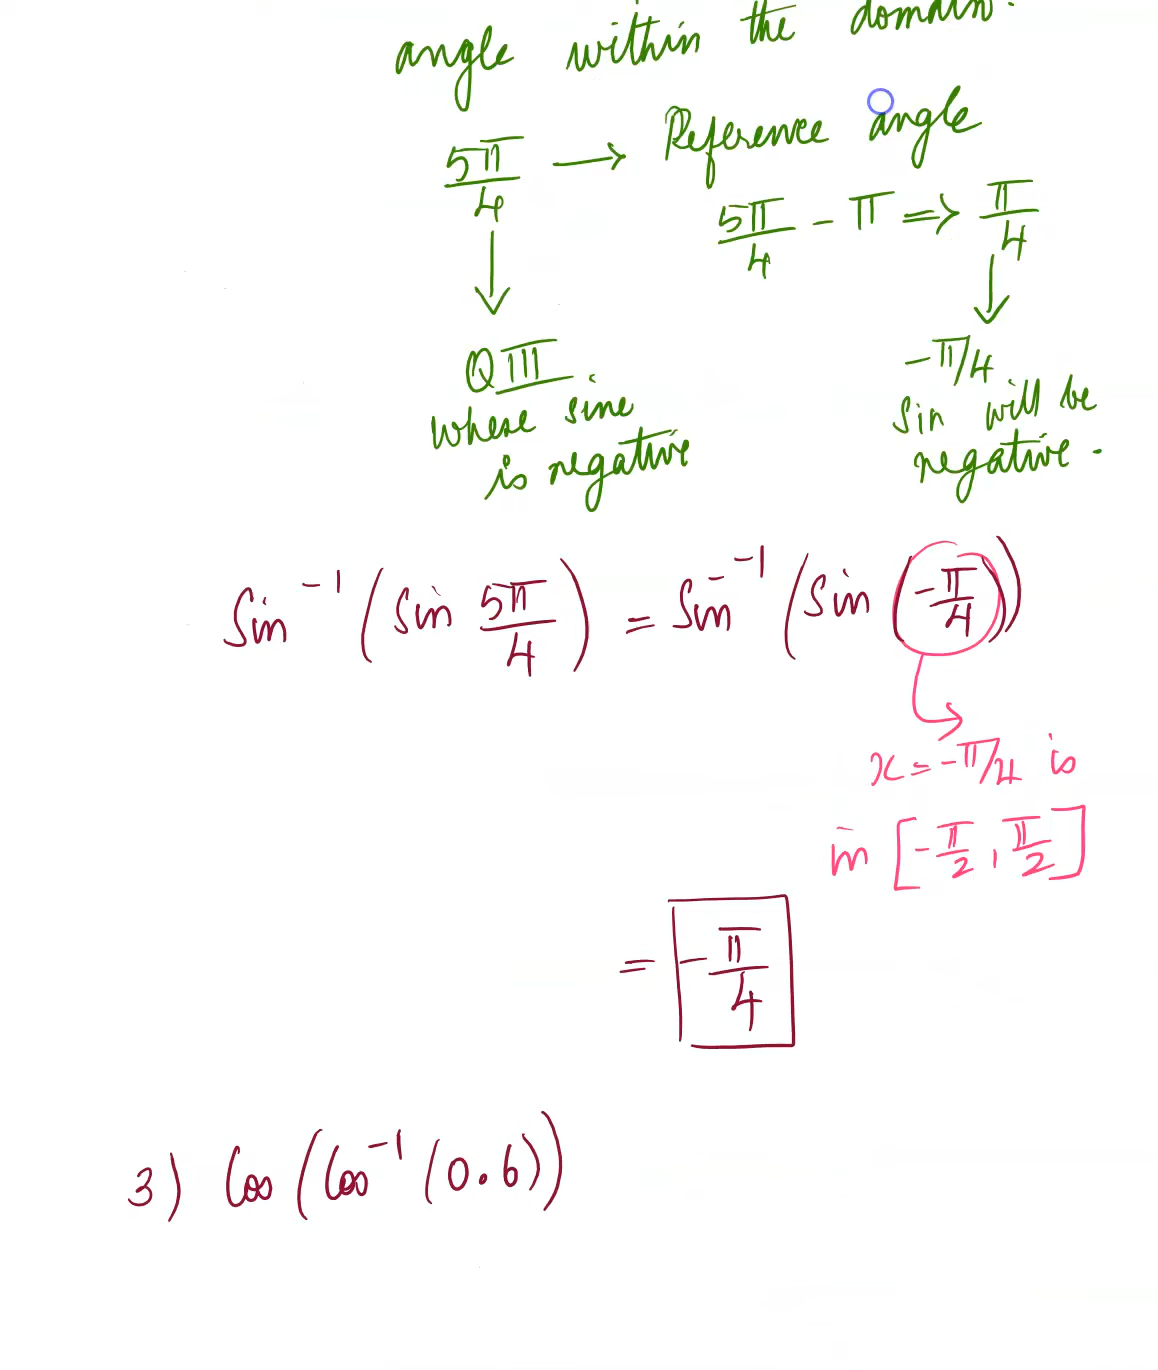 angle within the domain.
5π/4 → Reference angle
5π/4 - π ⇒ π/4
↓ ↓
QIII -π/4
where sine sin will be
is negative negative.
Sin⁻¹(sin 5π/4) = Sin⁻¹(sin(-π/4))
x = -π/4 is
in [-π/2, π/2]
= -π/4
3) Cos(Cos⁻¹(0.6))